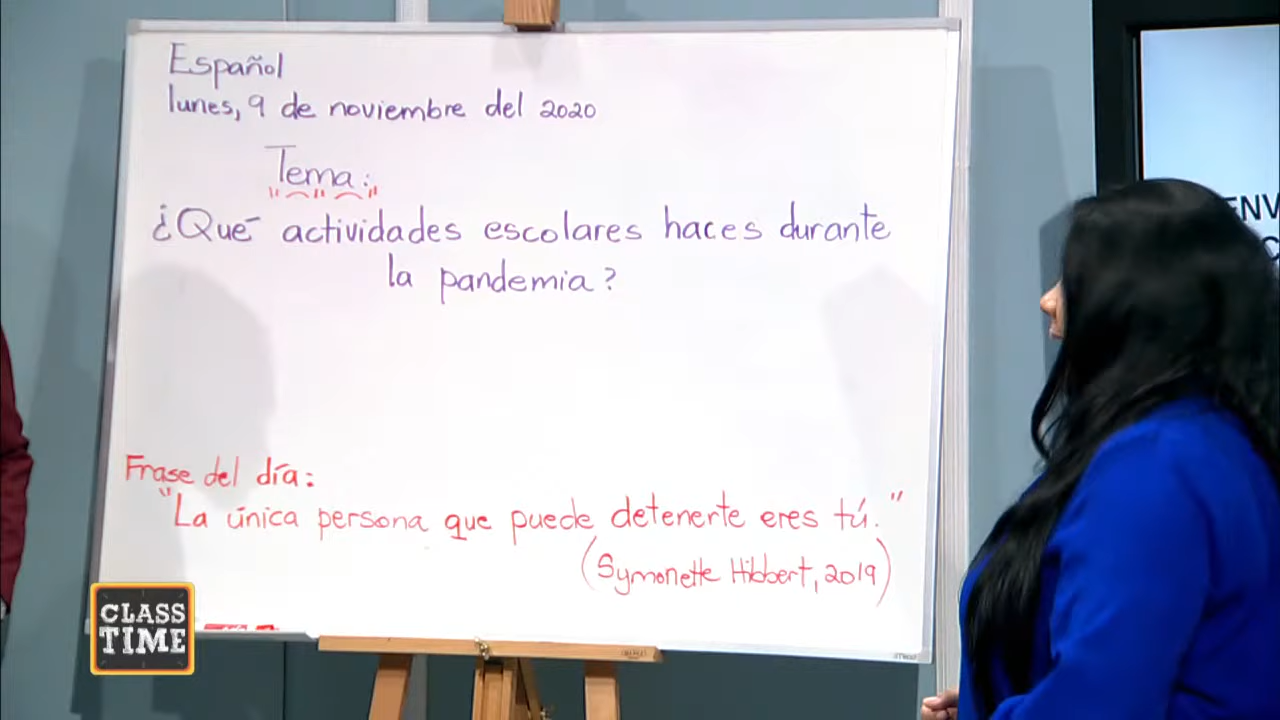 Español
lunes, 9 de noviembre del 2020
Tema:
¿Qué actividades escolares haces durante
la pandemia?
Frase del día:
"La única persona que puede detenerte eres tú."
(Symonette Hibbert, 2019)
CLASS
TIME
ENV